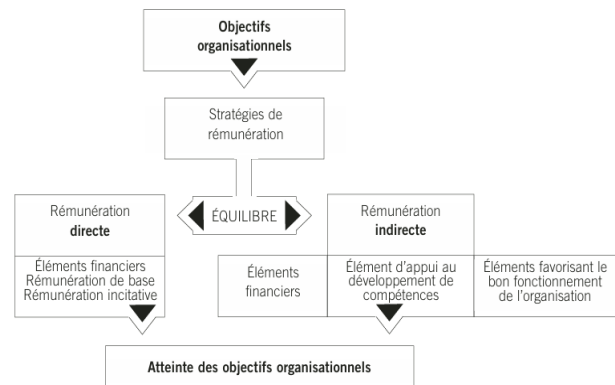 Objectifs
organisationnels
Stratégies de
rémunération
Rémunération
directe
ÉQUILIBRE
Rémunération
indirecte
Éléments financiers
Rémunération de base
Rémunération incitative
Éléments
financiers
Élément d'appui au
développement de
compétences
Éléments favorisant le
bon fonctionnement
de l'organisation
Atteinte des objectifs organisationnels